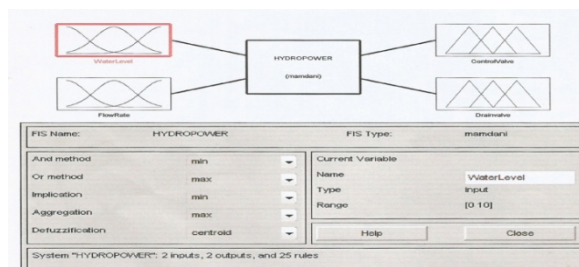 WaterLevel
FlowRate
HYDROPOWER
(mamdani)
ControlValve
Drainvalve
FIS Name: HYDROPOWER FIS Type: mamdani
And method min
Or method max
Implication min
Aggregation max
Defuzzification centroid
Current Variable
Name WaterLevel
Type Input
Range [0 10]
Help Close
System "HYDROPOWER": 2 inputs, 2 outputs, and 25 rules